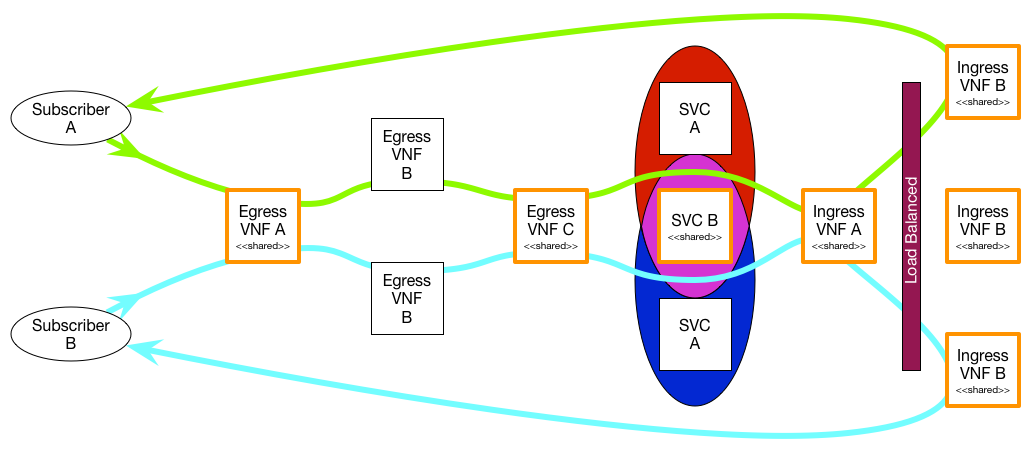 Subscriber
A
Subscriber
B
Egress
VNF A
<<shared>>
Egress
VNF
B
Egress
VNF
B
Egress
VNF C
<<shared>>
SVC
A
SVC B
<<shared>>
SVC
A
Ingress
VNF A
<<shared>>
Load Balanced
Ingress
VNF B
<<shared>>
Ingress
VNF B
<<shared>>
Ingress
VNF B
<<shared>>